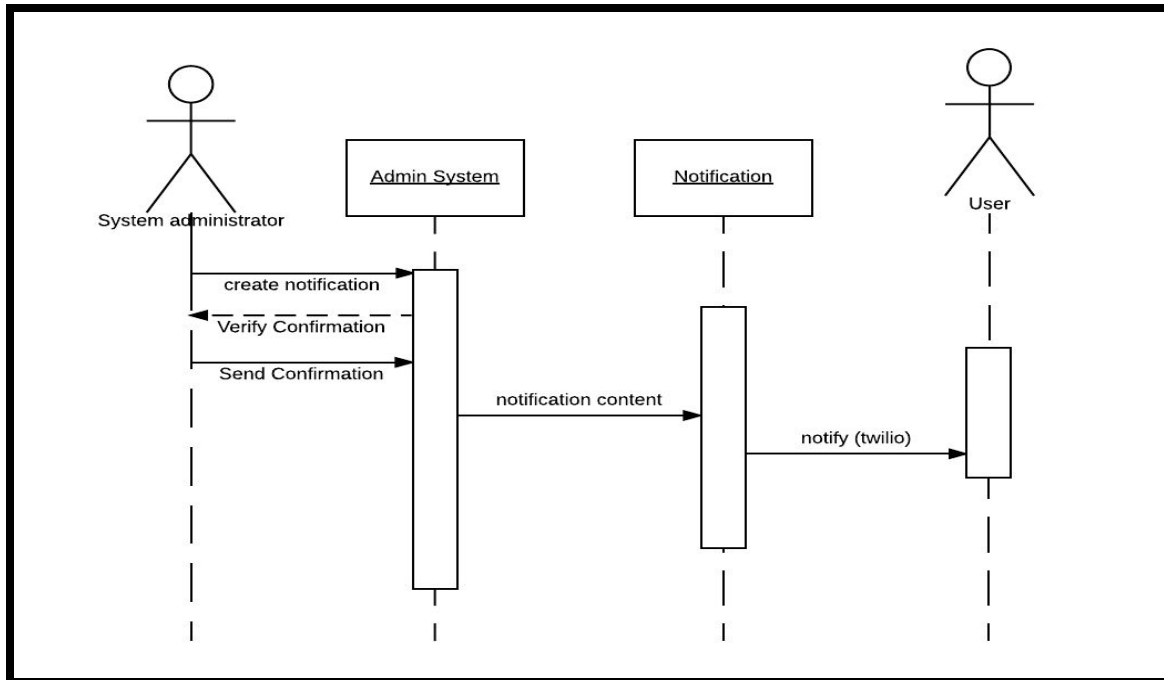 System administrator
Admin System
Notification
User
create notification
Verify Confirmation
Send Confirmation
notification content
notify (twilio)